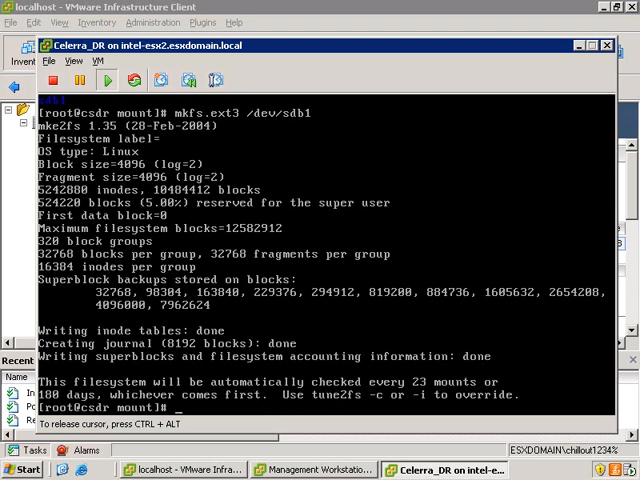 localhost - VMware Infrastructure Client
File Edit View Inventory Administration Plugins Help
Celerra_DR on intel-esx2.esxdomain.local
Inven
File View VM
sdb1
[root@csdr mount]# mkfs.ext3 /dev/sdb1
mke2fs 1.35 (28-Feb-2004)
Filesystem label=
OS type: Linux
Block size=4096 (log=2)
Fragment size=4096 (log=2)
5242880 inodes, 10484412 blocks
524220 blocks (5.00%) reserved for the super user
First data block=0
Maximum filesystem blocks=12582912
320 block groups
32768 blocks per group, 32768 fragments per group
16384 inodes per group
Superblock backups stored on blocks:
32768, 98304, 163840, 229376, 294912, 819200, 884736, 1605632, 2654208,
4096000, 7962624
Writing inode tables: done
Creating journal (8192 blocks): done
Writing superblocks and filesystem accounting information: done
This filesystem will be automatically checked every 23 mounts or
180 days, whichever comes first. Use tune2fs -c or -i to override.
[root@csdr mount]# _
Recent
Name
In
Po
Re
To release cursor, press CTRL + ALT
Tasks Alarms ESXDOMAIN\chillout1234%
Start localhost - VMware Infra... Management Workstatio... Celerra_DR on intel-e...